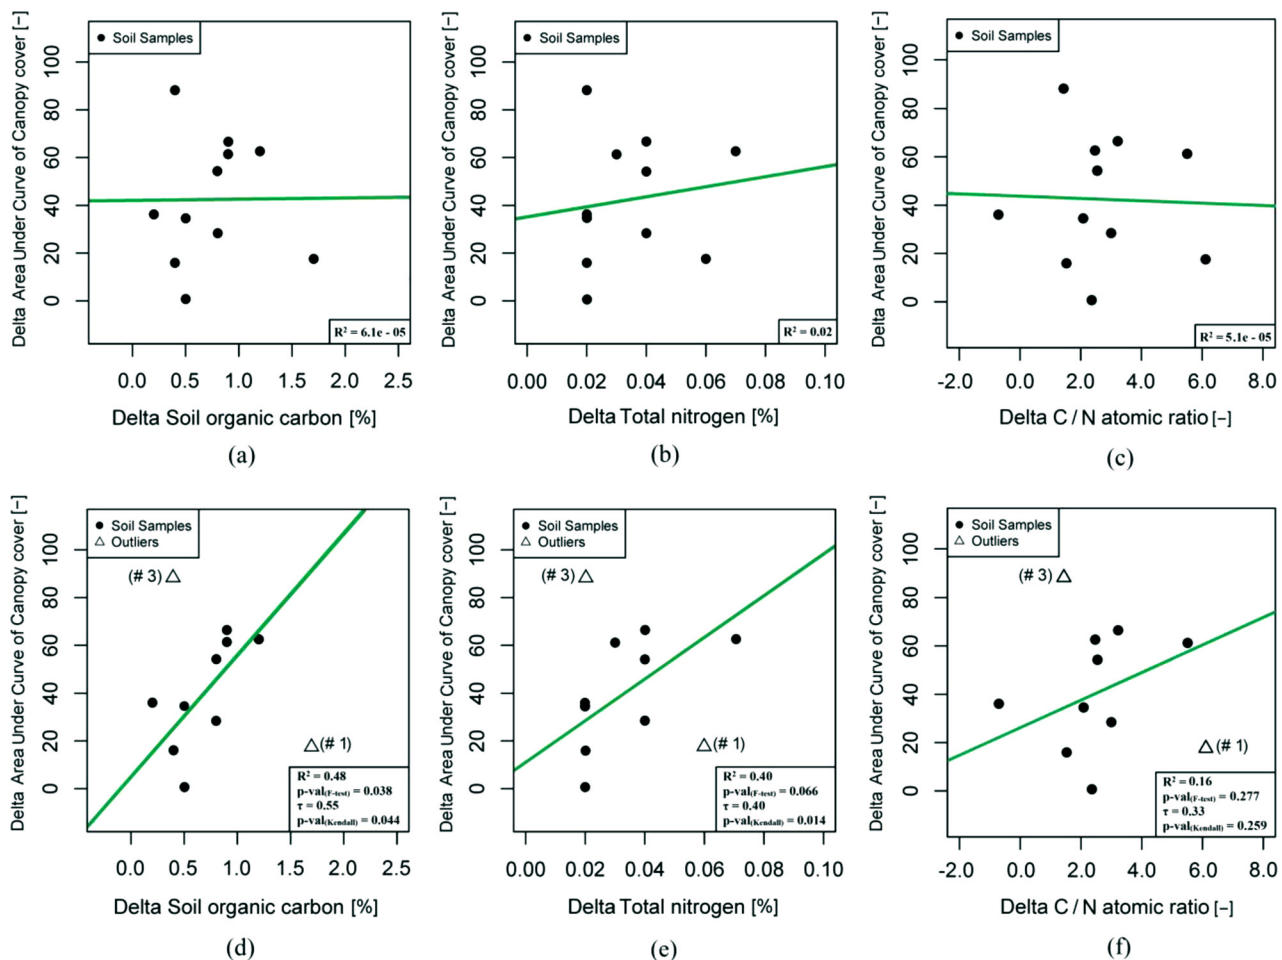 Delta Area Under Curve of Canopy cover [−]
100
80
60
40
20
0
● Soil Samples
R² = 6.1e - 05
0.0 0.5 1.0 1.5 2.0 2.5
Delta Soil organic carbon [%]
(a)
Delta Area Under Curve of Canopy cover [−]
100
80
60
40
20
0
● Soil Samples
R² = 0.02
0.00 0.02 0.04 0.06 0.08 0.10
Delta Total nitrogen [%]
(b)
Delta Area Under Curve of Canopy cover [−]
100
80
60
40
20
0
● Soil Samples
R² = 5.1e - 05
-2.0 0.0 2.0 4.0 6.0 8.0
Delta C / N atomic ratio [−]
(c)
Delta Area Under Curve of Canopy cover [−]
100
80
60
40
20
0
● Soil Samples
△ Outliers
(# 3)
(# 1)
R² = 0.48
p-val(F-test) = 0.038
τ = 0.55
p-val(Kendall) = 0.044
0.0 0.5 1.0 1.5 2.0 2.5
Delta Soil organic carbon [%]
(d)
Delta Area Under Curve of Canopy cover [−]
100
80
60
40
20
0
● Soil Samples
△ Outliers
(# 3)
(# 1)
R² = 0.40
p-val(F-test) = 0.066
τ = 0.40
p-val(Kendall) = 0.014
0.00 0.02 0.04 0.06 0.08 0.10
Delta Total nitrogen [%]
(e)
Delta Area Under Curve of Canopy cover [−]
100
80
60
40
20
0
● Soil Samples
△ Outliers
(# 3)
(# 1)
R² = 0.16
p-val(F-test) = 0.277
τ = 0.33
p-val(Kendall) = 0.259
-2.0 0.0 2.0 4.0 6.0 8.0
Delta C / N atomic ratio [−]
(f)